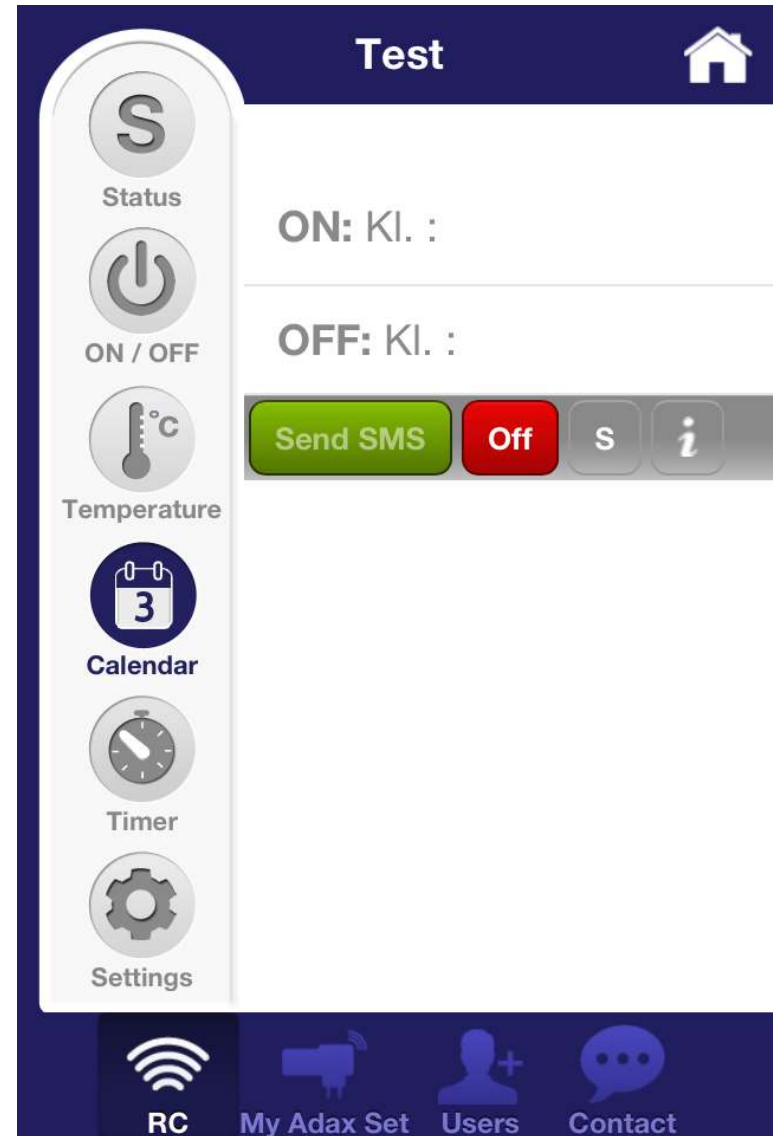 Test
S
Status
ON / OFF
°C
Temperature
3
Calendar
Timer
Settings
ON: Kl. :
OFF: Kl. :
Send SMS Off S i
RC My Adax Set Users Contact